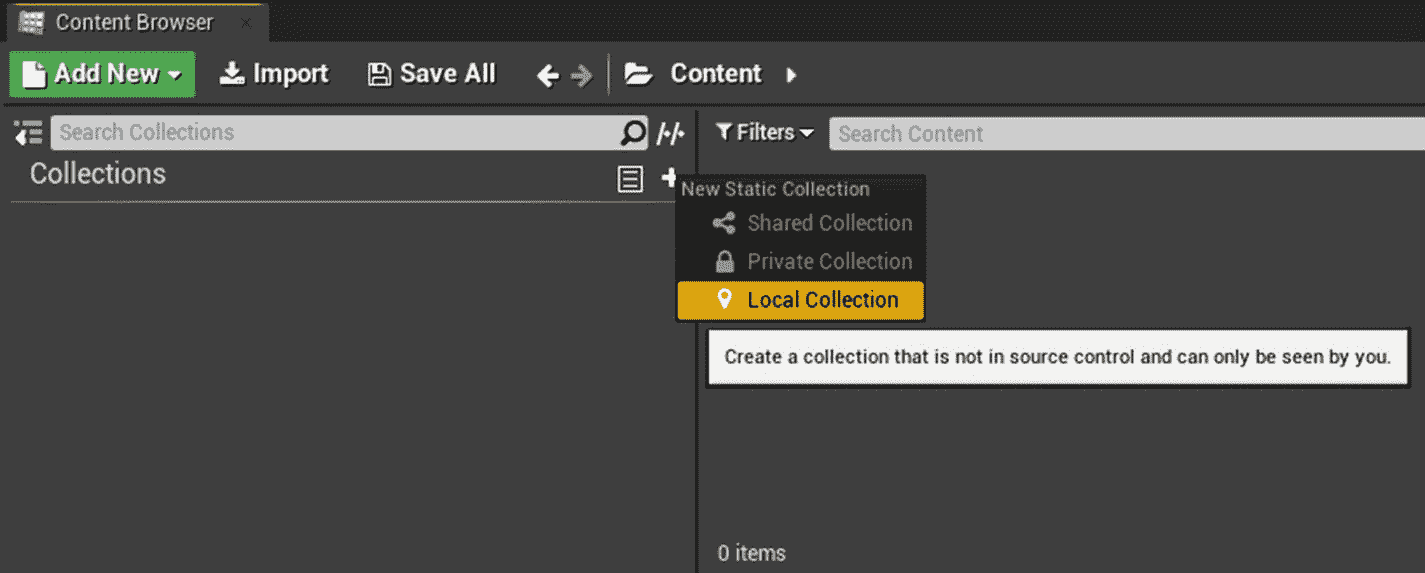 Content Browser
Add New
Import
Save All
Content
Search Collections
Filters
Search Content
Collections
New Static Collection
Shared Collection
Private Collection
Local Collection
Create a collection that is not in source control and can only be seen by you.
0 items